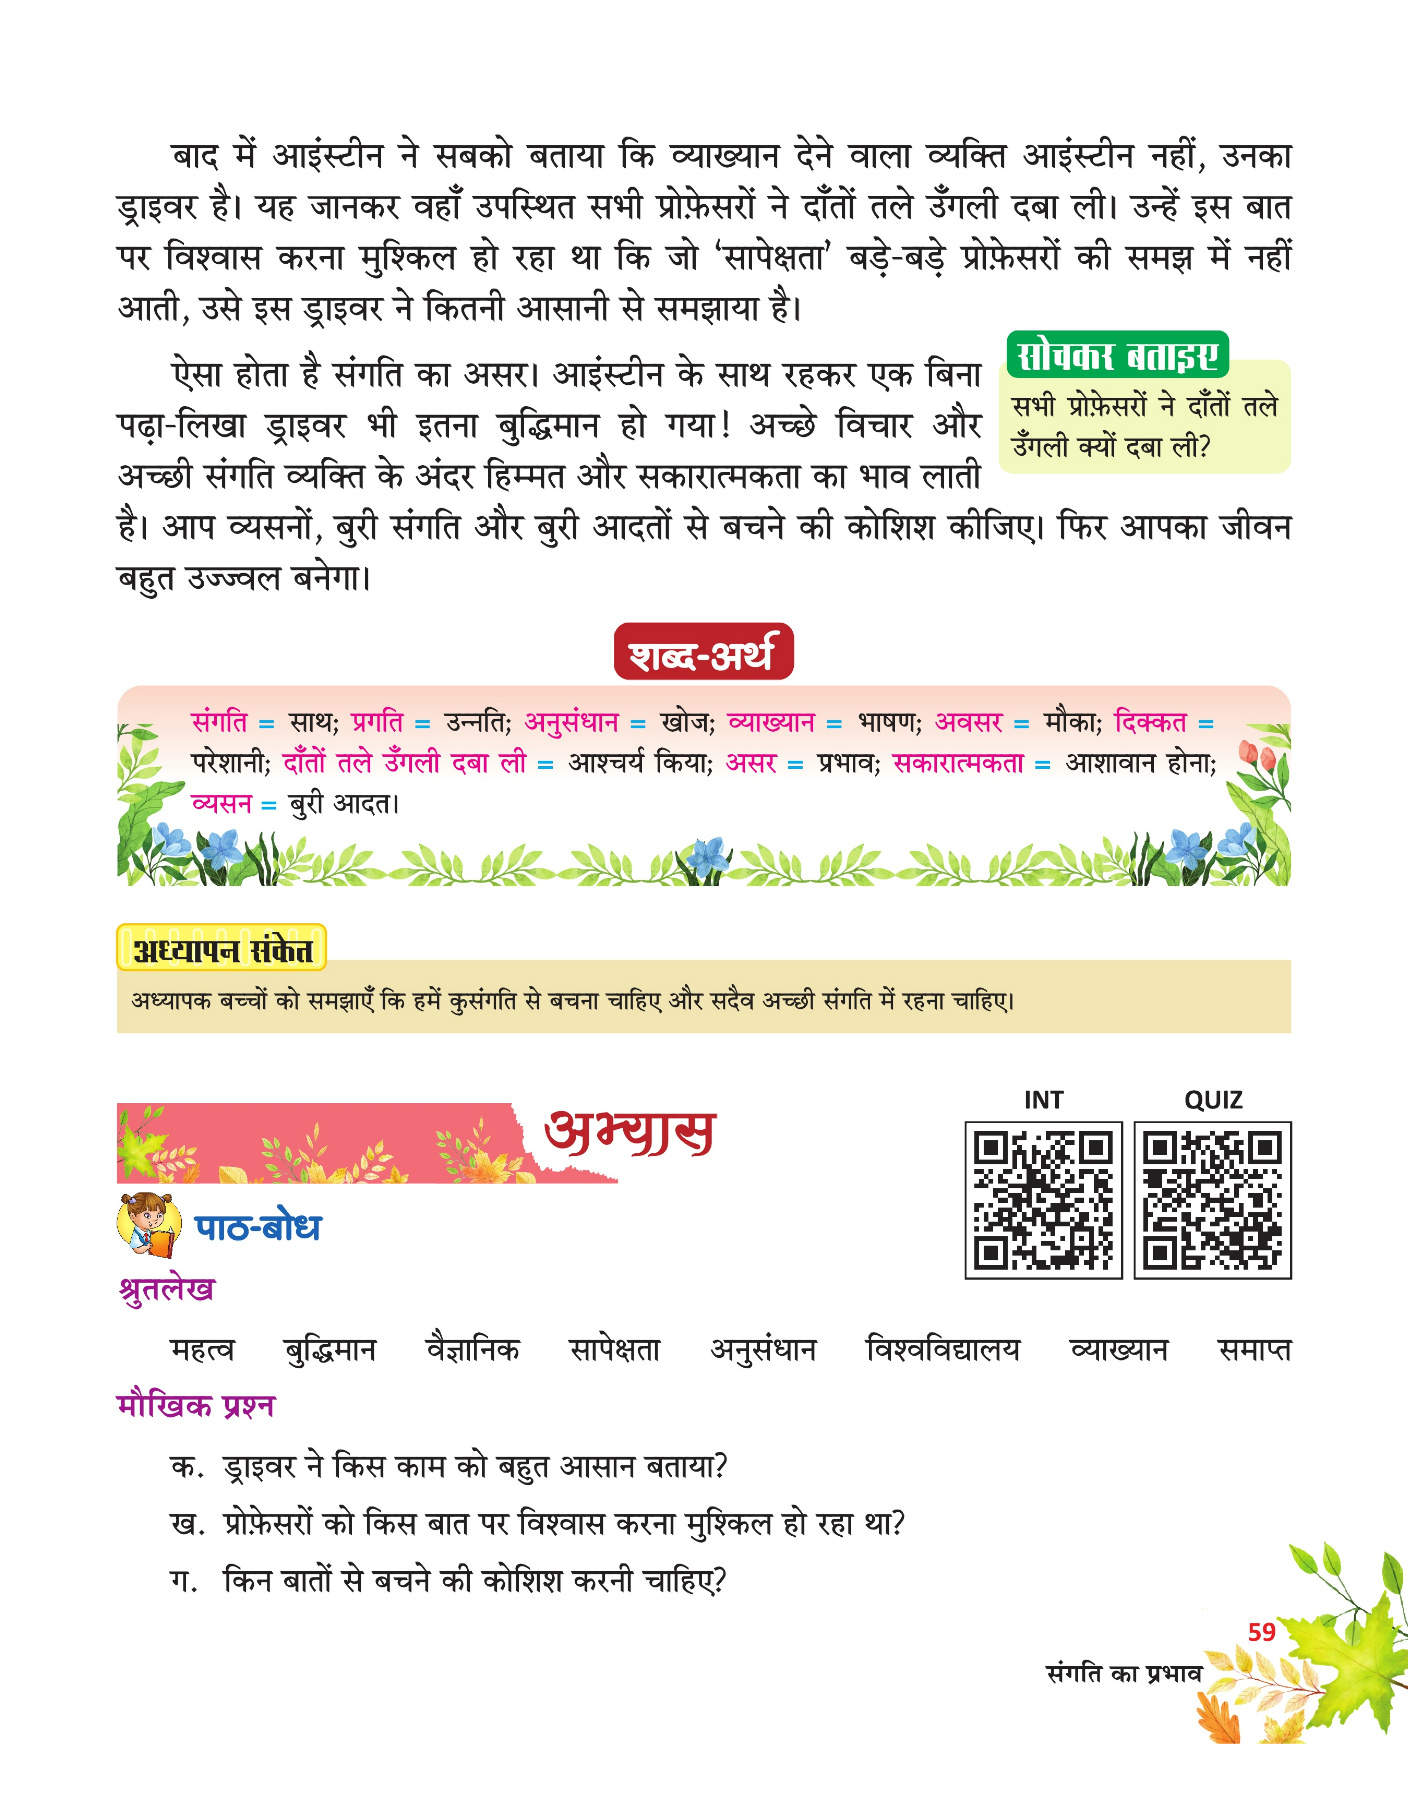 बाद में आइंस्टीन ने सबको बताया कि व्याख्यान देने वाला व्यक्ति आइंस्टीन नहीं, उनका
ड्राइवर है। यह जानकर वहाँ उपस्थित सभी प्रोफ़ेसरों ने दाँतों तले उँगली दबा ली। उन्हें इस बात
पर विश्वास करना मुश्किल हो रहा था कि जो ‘सापेक्षता’ बड़े-बड़े प्रोफ़ेसरों की समझ में नहीं
आती, उसे इस ड्राइवर ने कितनी आसानी से समझाया है।
ऐसा होता है संगति का असर। आइंस्टीन के साथ रहकर एक बिना
पढ़ा-लिखा ड्राइवर भी इतना बुद्धिमान हो गया! अच्छे विचार और
अच्छी संगति व्यक्ति के अंदर हिम्मत और सकारात्मकता का भाव लाती
है। आप व्यसनों, बुरी संगति और बुरी आदतों से बचने की कोशिश कीजिए। फिर आपका जीवन
बहुत उज्ज्वल बनेगा।
सोचकर बताइए
सभी प्रोफ़ेसरों ने दाँतों तले
उँगली क्यों दबा ली?
शब्द-अर्थ
संगति = साथ; प्रगति = उन्नति; अनुसंधान = खोज; व्याख्यान = भाषण; अवसर = मौका; दिक्कत =
परेशानी; दाँतों तले उँगली दबा ली = आश्चर्य किया; असर = प्रभाव; सकारात्मकता = आशावान होना;
व्यसन = बुरी आदत।
अध्यापन संकेत
अध्यापक बच्चों को समझाएँ कि हमें कुसंगति से बचना चाहिए और सदैव अच्छी संगति में रहना चाहिए।
अभ्यास
INT QUIZ
पाठ-बोध
श्रुतलेख
महत्व बुद्धिमान वैज्ञानिक सापेक्षता अनुसंधान विश्वविद्यालय व्याख्यान समाप्त
मौखिक प्रश्न
क. ड्राइवर ने किस काम को बहुत आसान बताया?
ख. प्रोफ़ेसरों को किस बात पर विश्वास करना मुश्किल हो रहा था?
ग. किन बातों से बचने की कोशिश करनी चाहिए?
59
संगति का प्रभाव